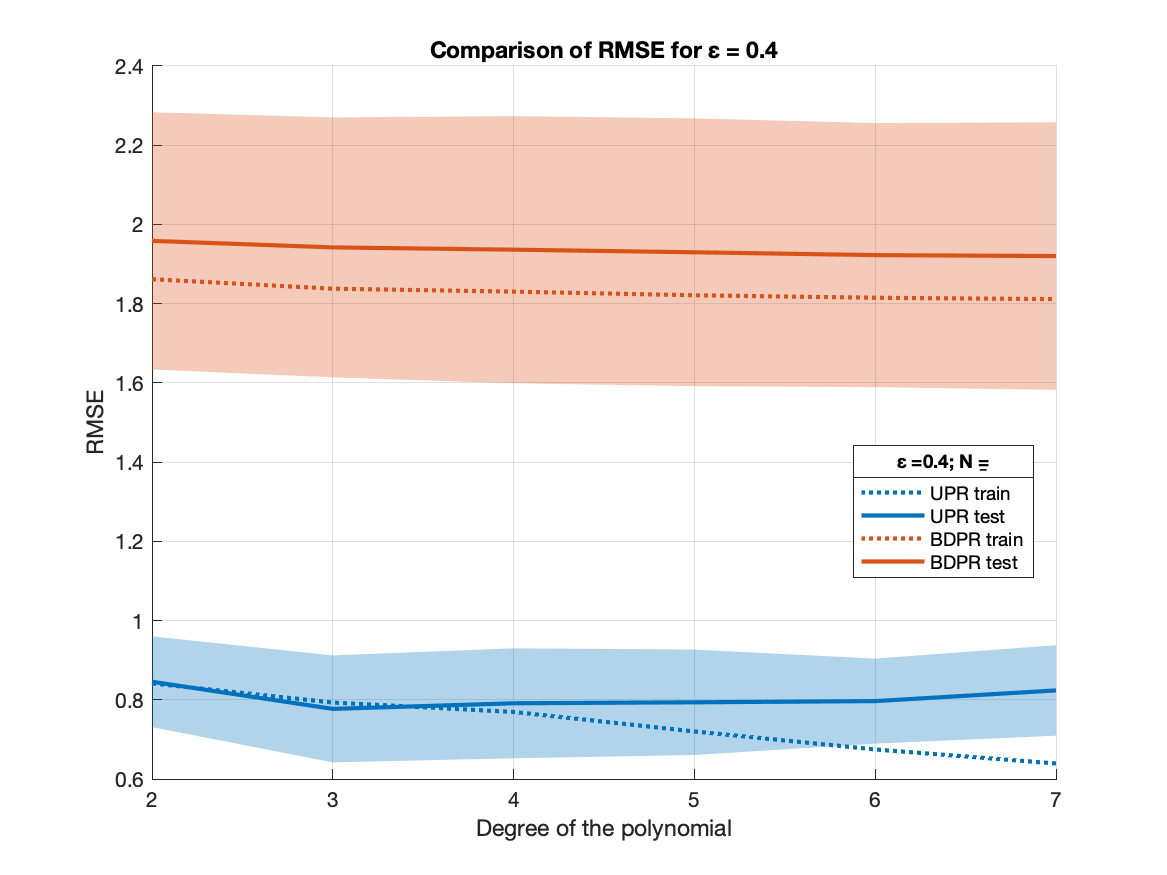 Comparison of RMSE for ε = 0.4
2.4
2.2
2
1.8
1.6
1.4
1.2
1
0.8
0.6
RMSE
ε =0.4; N =
UPR train
UPR test
BDPR train
BDPR test
2 3 4 5 6 7
Degree of the polynomial